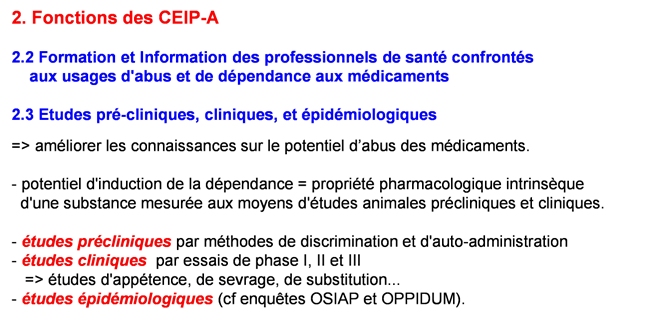 2. Fonctions des CEIP-A
2.2 Formation et Information des professionnels de santé confrontés
aux usages d'abus et de dépendance aux médicaments
2.3 Etudes pré-cliniques, cliniques, et épidémiologiques
=> améliorer les connaissances sur le potentiel d'abus des médicaments.
- potentiel d'induction de la dépendance = propriété pharmacologique intrinsèque
d'une substance mesurée aux moyens d'études animales précliniques et cliniques.
- études précliniques par méthodes de discrimination et d'auto-administration
- études cliniques par essais de phase I, II et III
=> études d'appétence, de sevrage, de substitution...
- études épidémiologiques (cf enquêtes OSIAP et OPPIDUM).